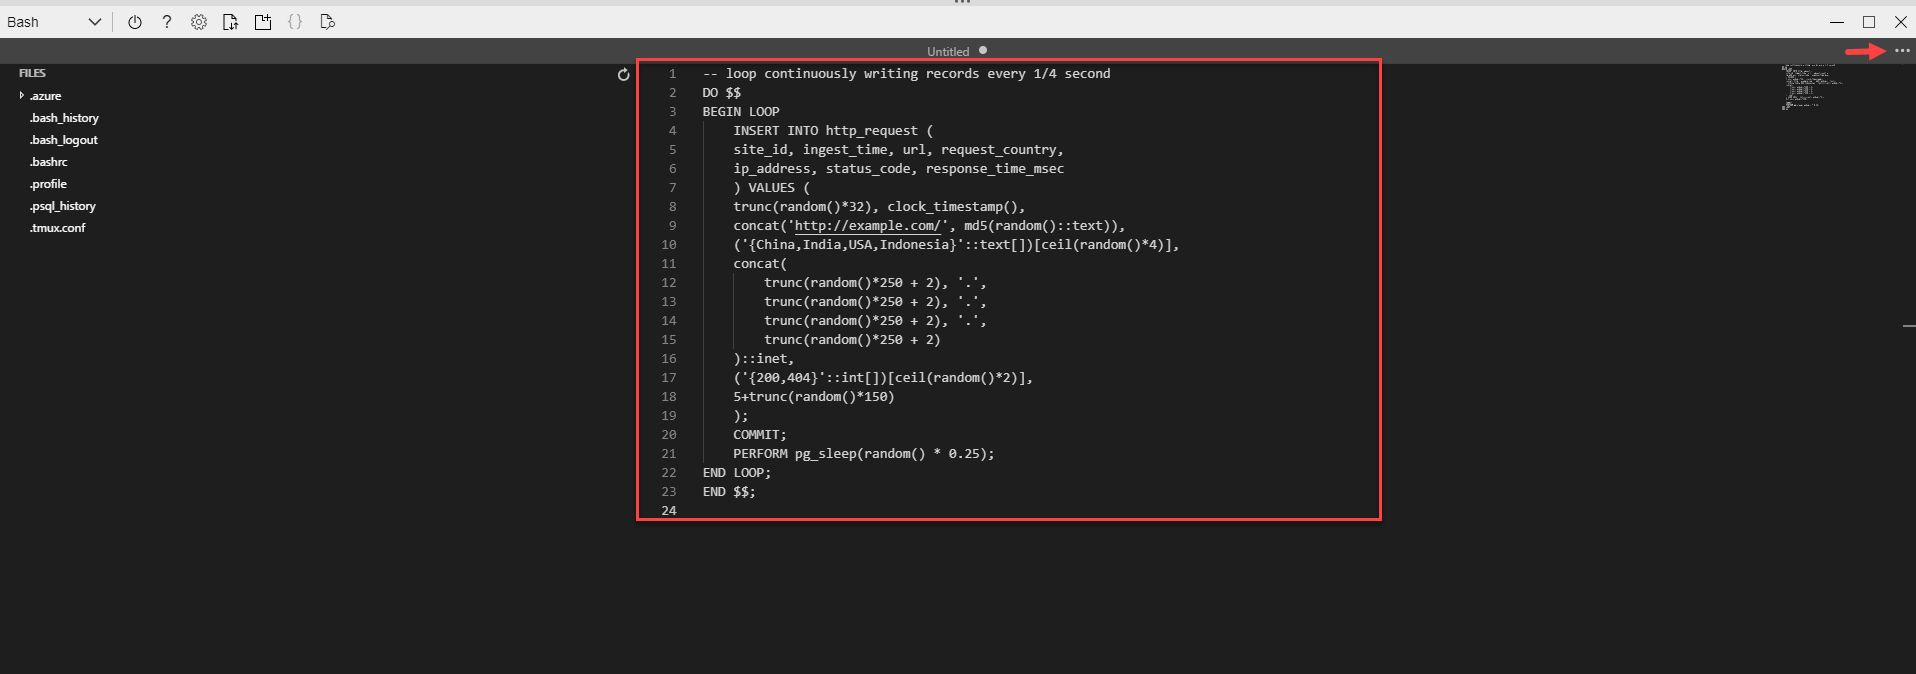 Bash
Untitled
FILES
.azure
.bash_history
.bash_logout
.bashrc
.profile
.psql_history
.tmux.conf
1 -- loop continuously writing records every 1/4 second
2 DO $$
3 BEGIN LOOP
4 INSERT INTO http_request (
5 site_id, ingest_time, url, request_country,
6 ip_address, status_code, response_time_msec
7 ) VALUES (
8 trunc(random()*32), clock_timestamp(),
9 concat('http://example.com/', md5(random()::text)),
10 ('{China,India,USA,Indonesia}'::text[])[ceil(random()*4)],
11 concat(
12 trunc(random()*250 + 2), '.',
13 trunc(random()*250 + 2), '.',
14 trunc(random()*250 + 2), '.',
15 trunc(random()*250 + 2)
16 )::inet,
17 ('{200,404}'::int[])[ceil(random()*2)],
18 5+trunc(random()*150)
19 );
20 COMMIT;
21 PERFORM pg_sleep(random() * 0.25);
22 END LOOP;
23 END $$;
24